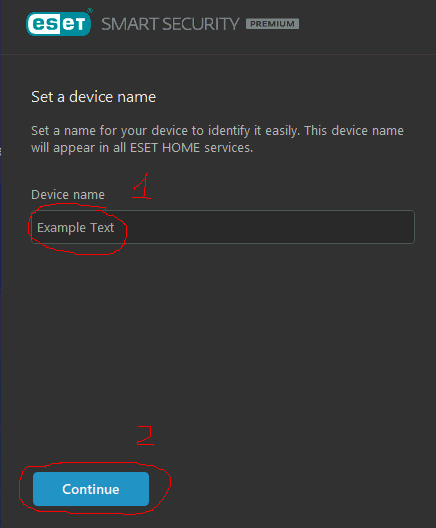 eseT® SMART SECURITY PREMIUM
Set a device name
Set a name for your device to identify it easily. This device name
will appear in all ESET HOME services.
1
Device name
Example Text
2
Continue